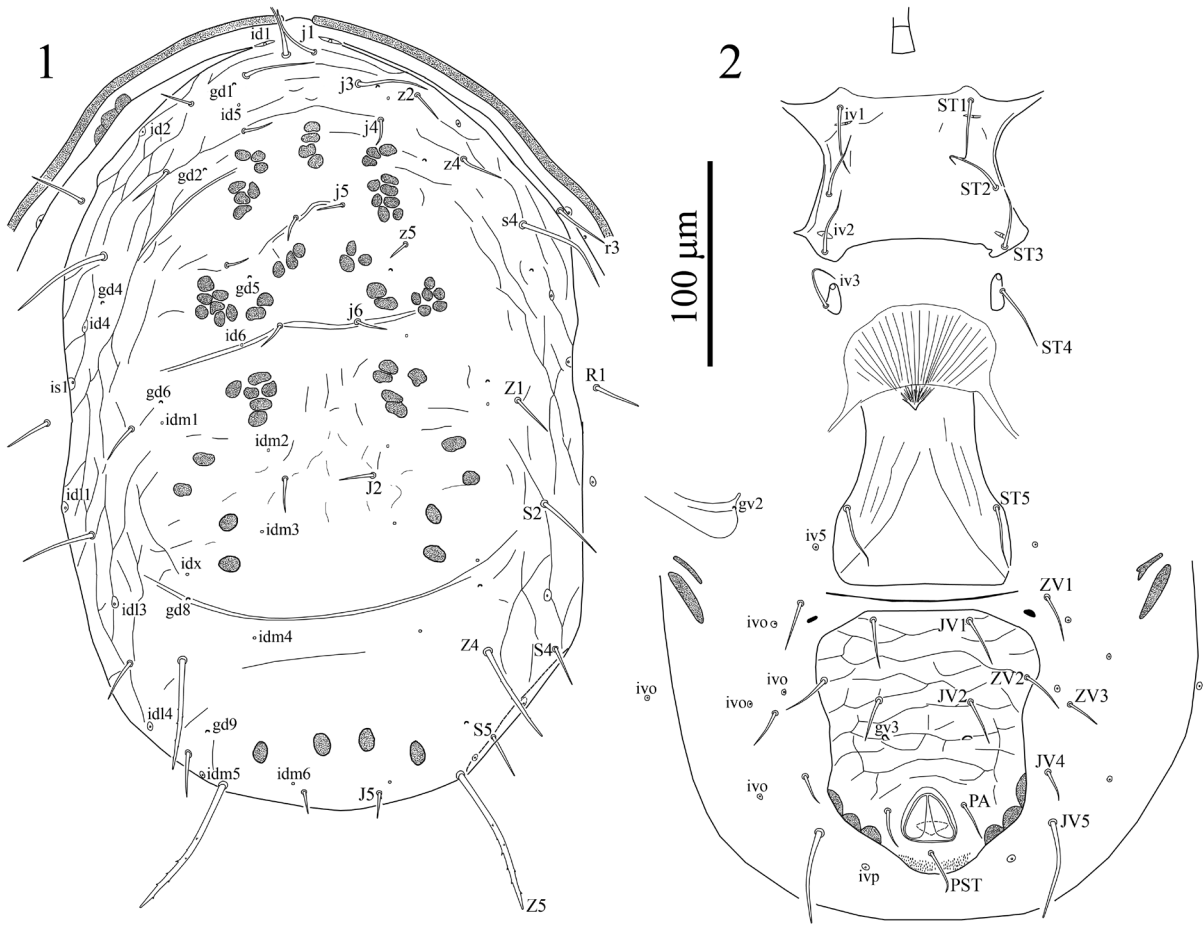 1
id1
j1
gd1
j3
z2
id5
id2
j4
gd2
z4
j5
s4
r3
z5
gd4
gd5
id4
j6
id6
is1
Z1
R1
gd6
idm1
idm2
J2
idl1
S2
idm3
idx
idl3
gd8
idm4
Z4
S4
idl4
gd9
S5
idm5
idm6
J5
Z5
100 µm
2
ST1
iv1
ST2
iv2
ST3
iv3
ST4
gv2
ST5
iv5
ZV1
ivo
JV1
ivo
ivo
ZV2
ivo
JV2
ZV3
gv3
JV4
ivo
PA
JV5
ivp
PST